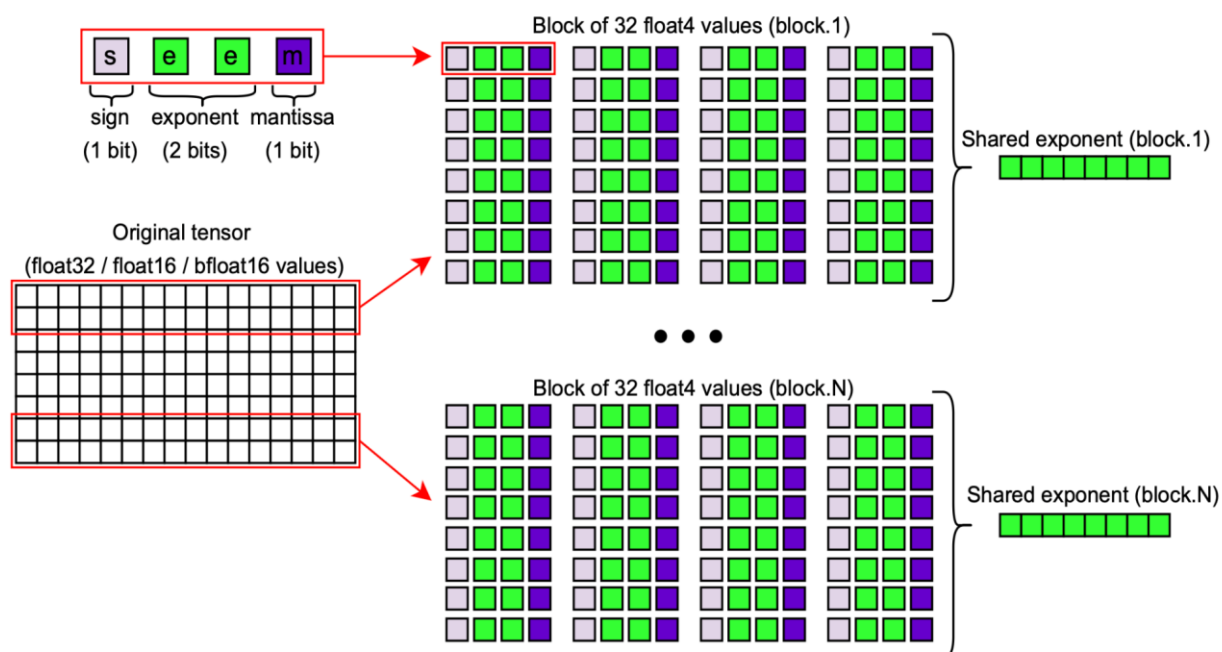 Block of 32 float4 values (block.1)
s e e m
sign exponent mantissa
(1 bit) (2 bits) (1 bit)
Shared exponent (block.1)
Original tensor
(float32 / float16 / bfloat16 values)
Block of 32 float4 values (block.N)
Shared exponent (block.N)